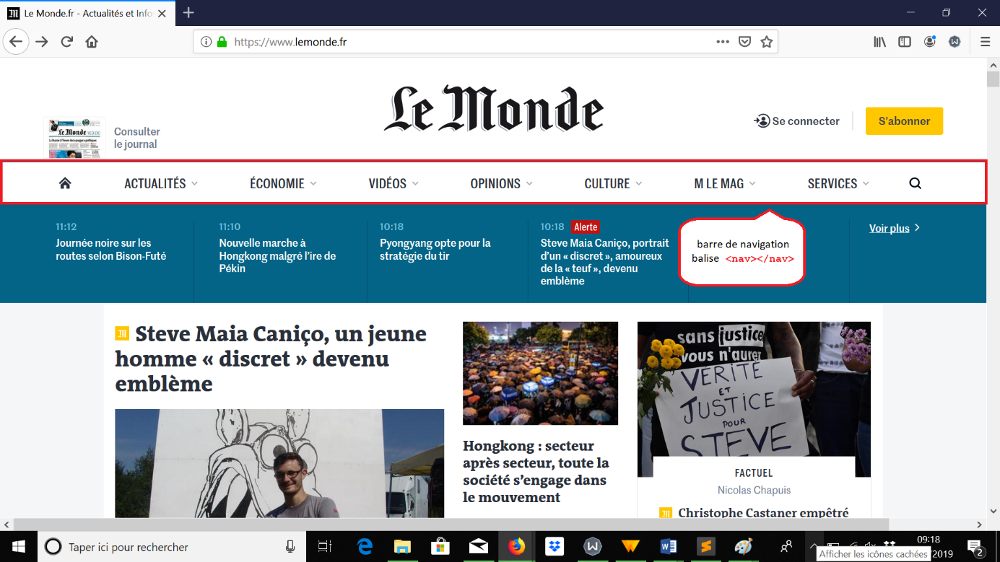 Le Monde.fr - Actualités et Info
https://www.lemonde.fr
Le Monde
Consulter
le journal
Se connecter
S'abonner
ACTUALITÉS
ÉCONOMIE
VIDÉOS
OPINIONS
CULTURE
M LE MAG
SERVICES
11:12
Journée noire sur les
routes selon Bison-Futé
11:10
Nouvelle marche à
Hongkong malgré l'ire de
Pékin
10:18
Pyongyang opte pour la
stratégie du tir
10:18 Alerte
Steve Maia Caniço, portrait
d'un « discret », amoureux
de la « teuf », devenu
emblème
barre de navigation
balise <nav></nav>
Voir plus
Steve Maia Caniço, un jeune
homme « discret » devenu
emblème
Hongkong : secteur
après secteur, toute la
société s'engage dans
le mouvement
sans justice
vous n'aurez
VÉRITÉ
ET
JUSTICE
POUR
STEVE
FACTUEL
Nicolas Chapuis
Christophe Castaner empêtré
Taper ici pour rechercher
09:18
/2019
2
Afficher les icônes cachées